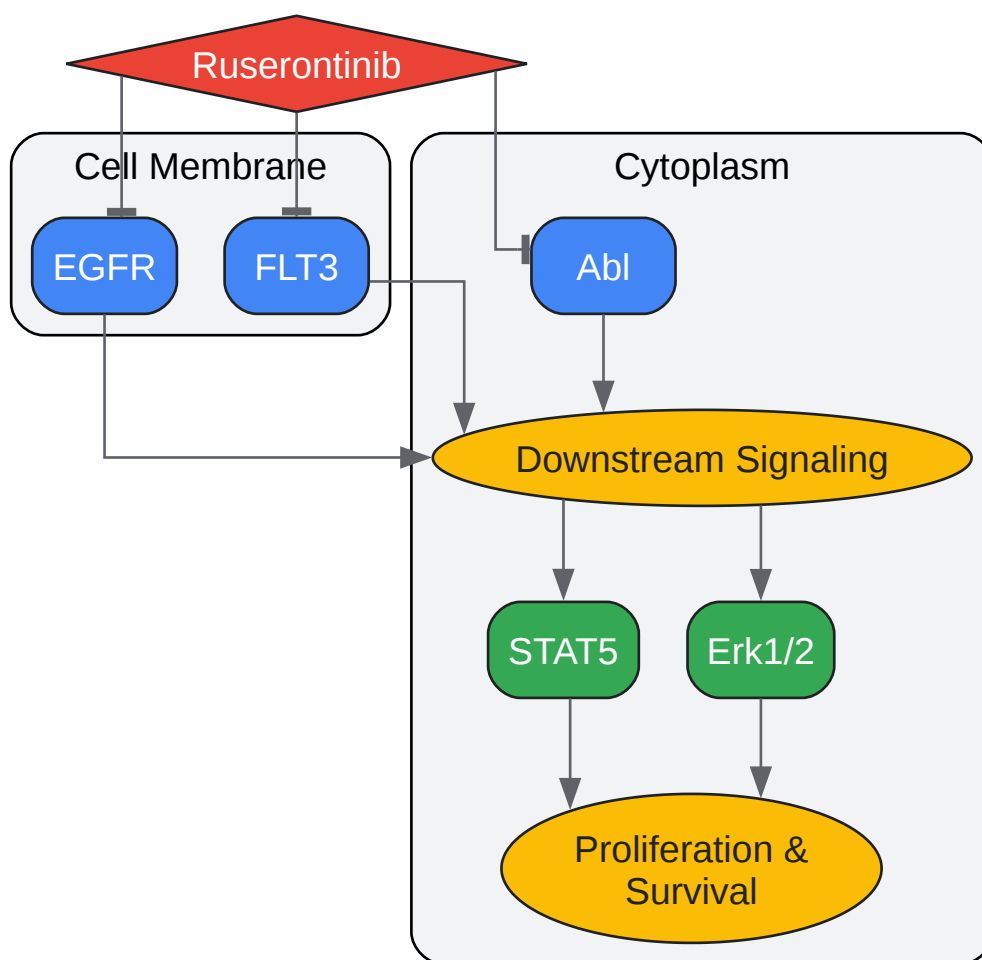 Ruserontinib
Cell Membrane
Cytoplasm
EGFR
FLT3
Abl
Downstream Signaling
STAT5
Erk1/2
Proliferation &
Survival